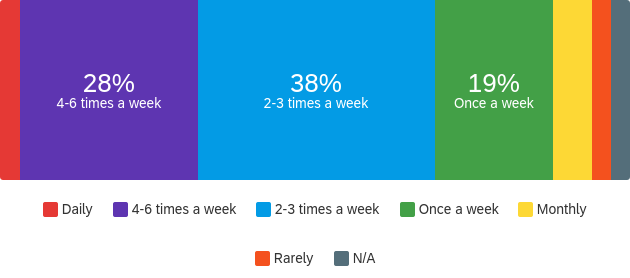 28%
4-6 times a week
38%
2-3 times a week
19%
Once a week
Daily
4-6 times a week
2-3 times a week
Once a week
Monthly
Rarely
N/A